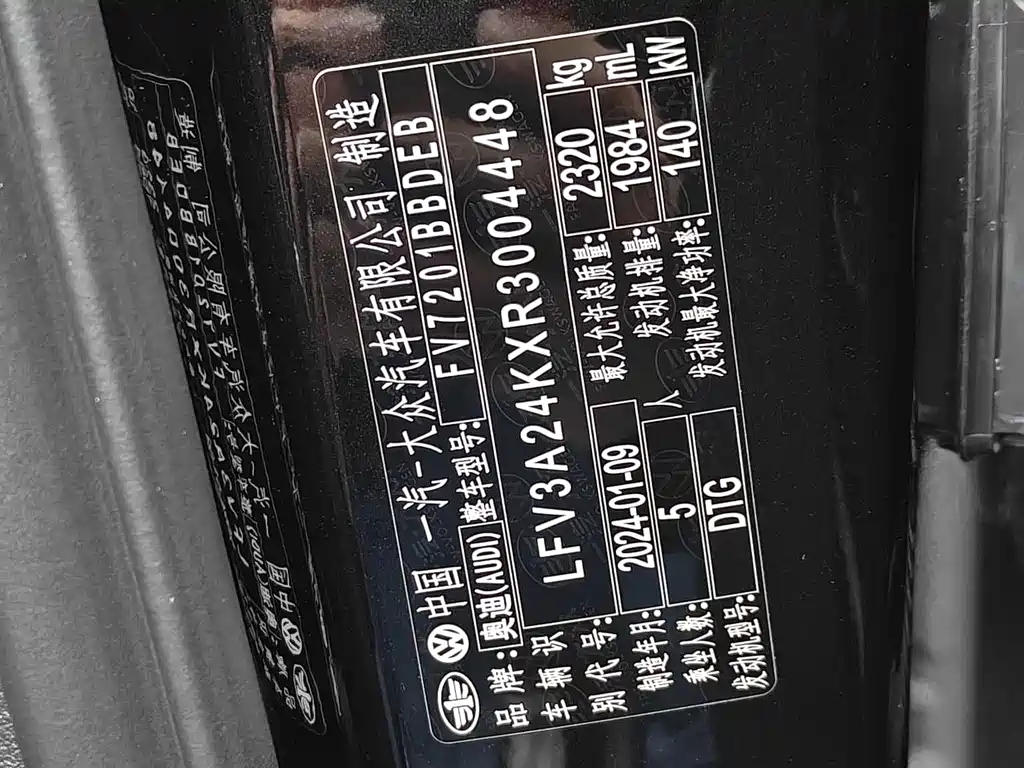 中国 一汽-大众汽车有限公司 制造
品牌: 奥迪(AUDI) 整车型号: FV7201BBDEB
车辆识别代号: LFV3A24KXR3004448
制造年月: 2024-01-09 最大允许总质量: 2320 kg
乘坐人数: 5 人 发动机排量: 1984 mL
发动机型号: DTG 发动机最大净功率: 140 kW